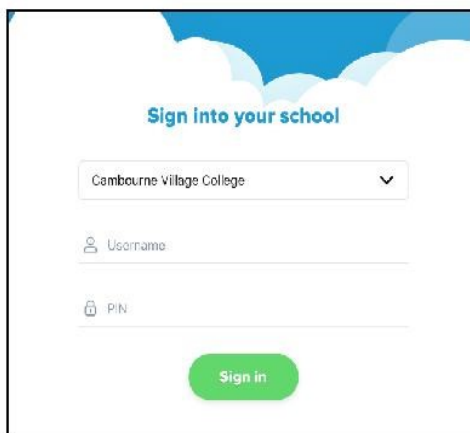 Sign into your school
Cambourne Village College
Username
PIN
Sign in